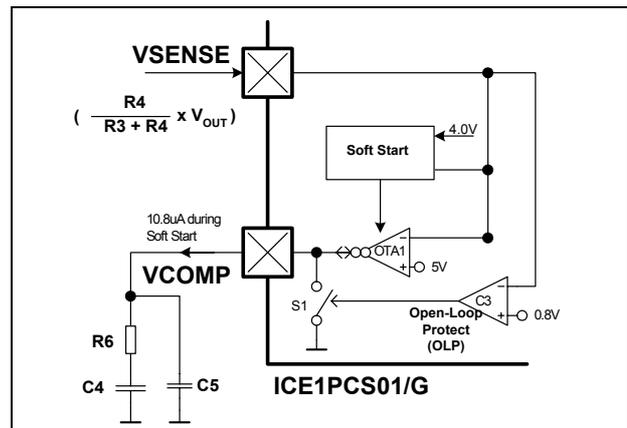 VSENSE
( R4 / R3 + R4 x VOUT )
4.0V
Soft Start
10.8uA during
Soft Start
VCOMP
−
OTA1
+
5V
S1
−
C3
+
0.8V
Open-Loop
Protect
(OLP)
R6
C4
C5
ICE1PCS01/G